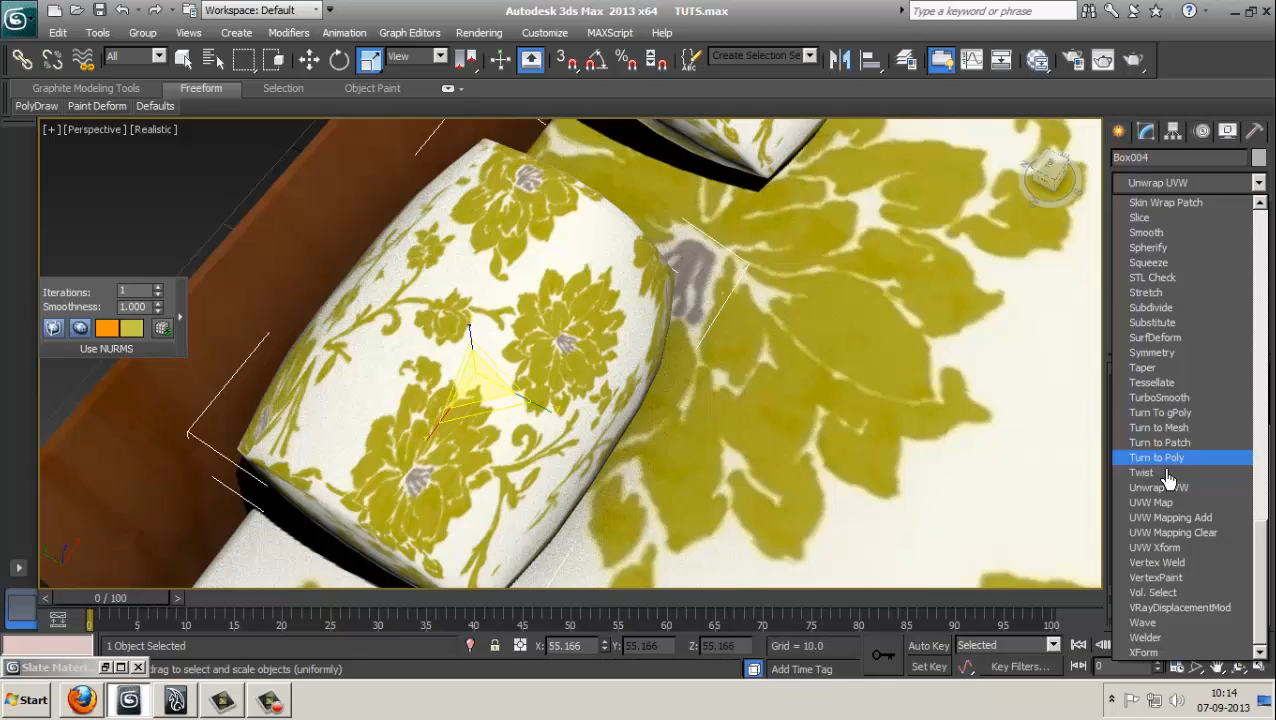 Workspace: Default
Autodesk 3ds Max  2013 x64     TUTS.max
Type a keyword or phrase
Edit Tools Group Views Create Modifiers Animation Graph Editors Rendering Customize MAXScript Help
All View 3 Create Selection Se
Graphite Modeling Tools Freeform Selection Object Paint
PolyDraw Paint Deform Defaults
[+] [Perspective] [Realistic]
Box004
Unwrap UVW
Skin Wrap Patch
Slice
Smooth
Spherify
Squeeze
STL Check
Stretch
Subdivide
Substitute
SurfDeform
Symmetry
Taper
Tessellate
TurboSmooth
Turn To gPoly
Turn to Mesh
Turn to Patch
Turn to Poly
Twist
Unwrap UVW
UVW Map
UVW Mapping Add
UVW Mapping Clear
UVW Xform
Vertex Weld
VertexPaint
Vol. Select
VRayDisplacementMod
Wave
Welder
XForm
Iterations: 1
Smoothness: 1.000
Use NURMS
0 / 100
0 5 10 15 20 25 30 35 40 45 50 55 60 65 70 75 80 85 90 95 100
1 Object Selected X: 55.166 Y: 55.166 Z: 55.166 Grid = 10.0 Auto Key Selected
Slate Materi... drag to select and scale objects (uniformly) Add Time Tag Set Key Key Filters... 0
Start
10:14
07-09-2013